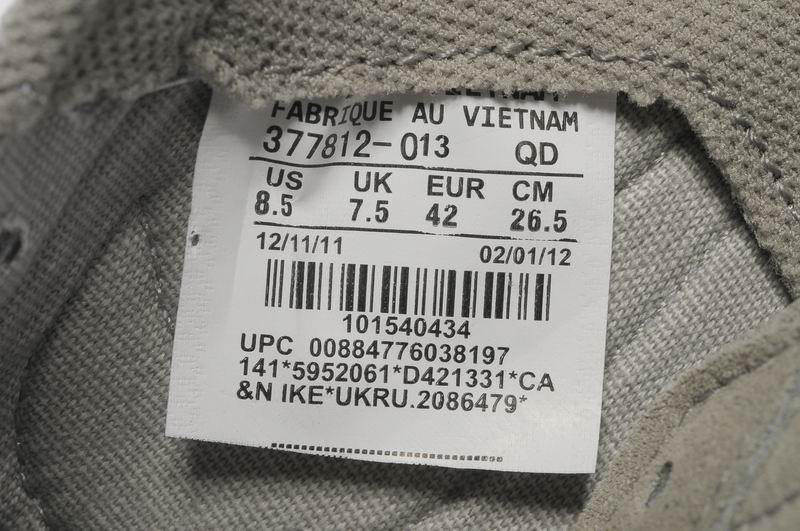 FABRIQUE AU VIETNAM
377812-013 QD
US UK EUR CM
8.5 7.5 42 26.5
12/11/11 02/01/12
101540434
UPC 00884776038197
141*5952061*D421331*CA
&N IKE*UKRU.2086479*